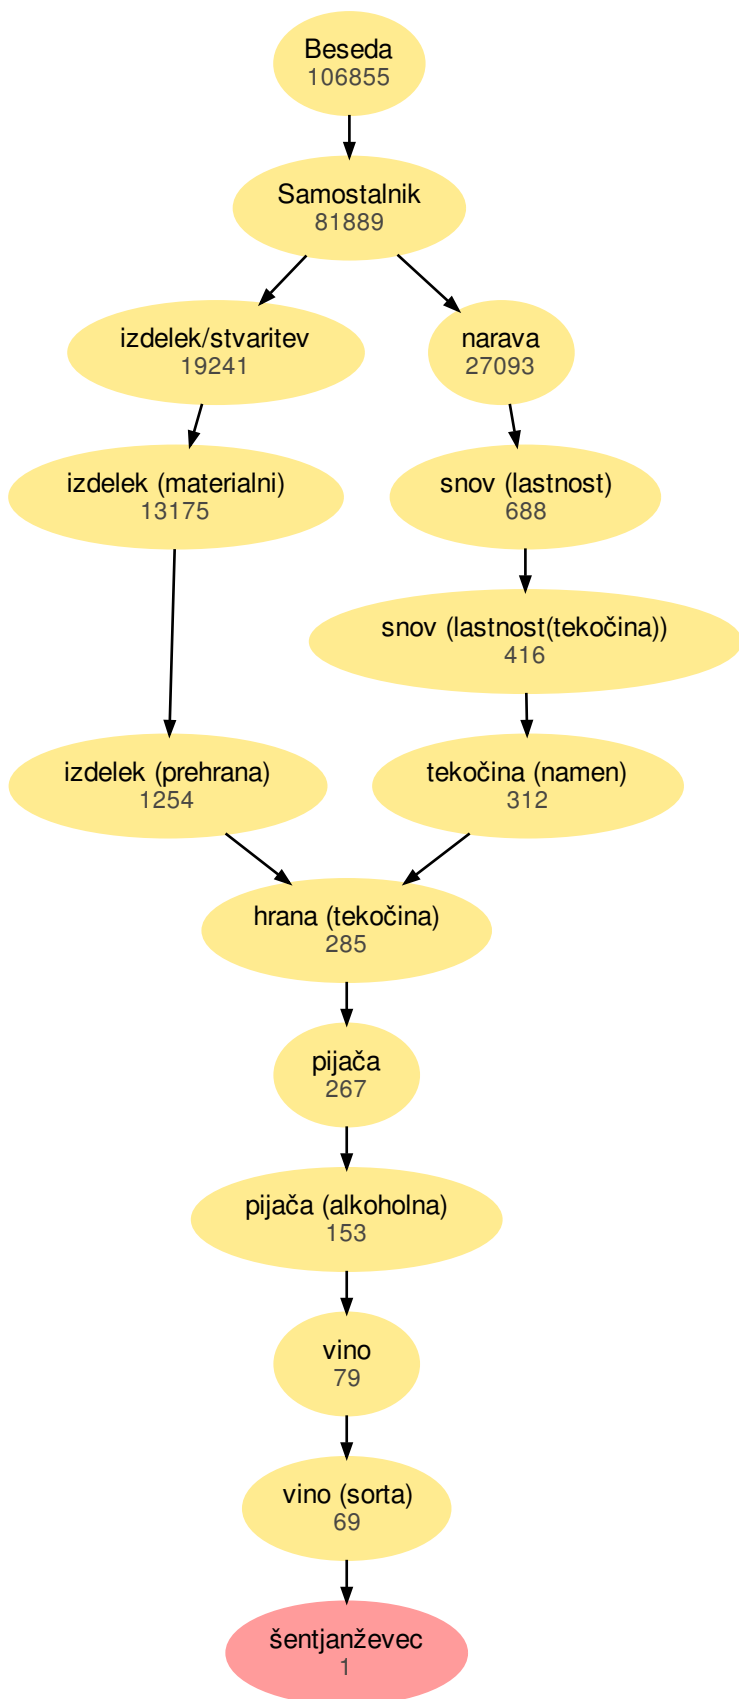 Beseda
106855
Samostalnik
81889
izdelek/stvaritev
19241
narava
27093
izdelek (materialni)
13175
snov (lastnost)
688
snov (lastnost(tekočina))
416
izdelek (prehrana)
1254
tekočina (namen)
312
hrana (tekočina)
285
pijača
267
pijača (alkoholna)
153
vino
79
vino (sorta)
69
šentjanževec
1